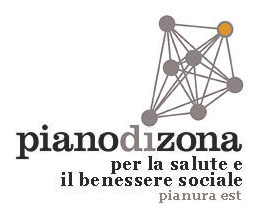 pianodizona
per la salute e
il benessere sociale
pianura est